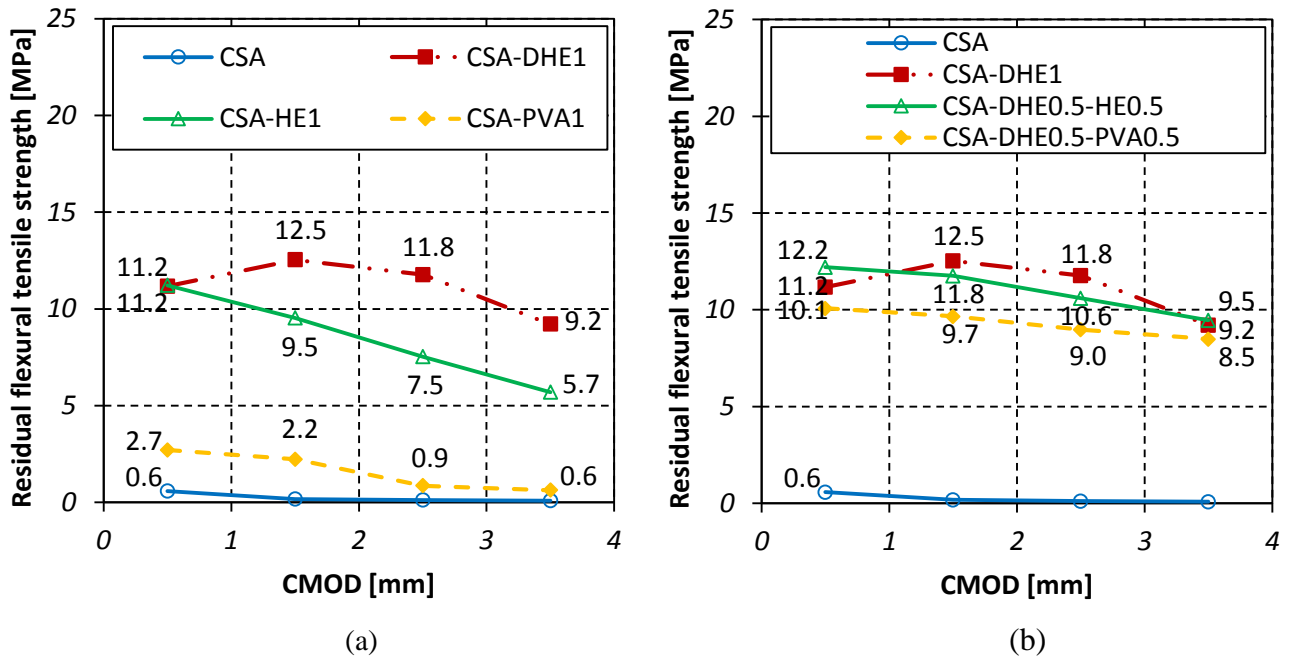 Residual flexural tensile strength [MPa]
25
20
15
10
5
0
CSA
CSA-DHE1
CSA-HE1
CSA-PVA1
11.2
11.2
12.5
11.8
9.2
9.5
7.5
5.7
2.7
2.2
0.9
0.6
0.6
0 1 2 3 4
CMOD [mm]
(a)
Residual flexural tensile strength [MPa]
25
20
15
10
5
0
CSA
CSA-DHE1
CSA-DHE0.5-HE0.5
CSA-DHE0.5-PVA0.5
12.2
11.2
10.1
12.5
11.8
9.7
11.8
10.6
9.0
9.5
9.2
8.5
0.6
0 1 2 3 4
CMOD [mm]
(b)